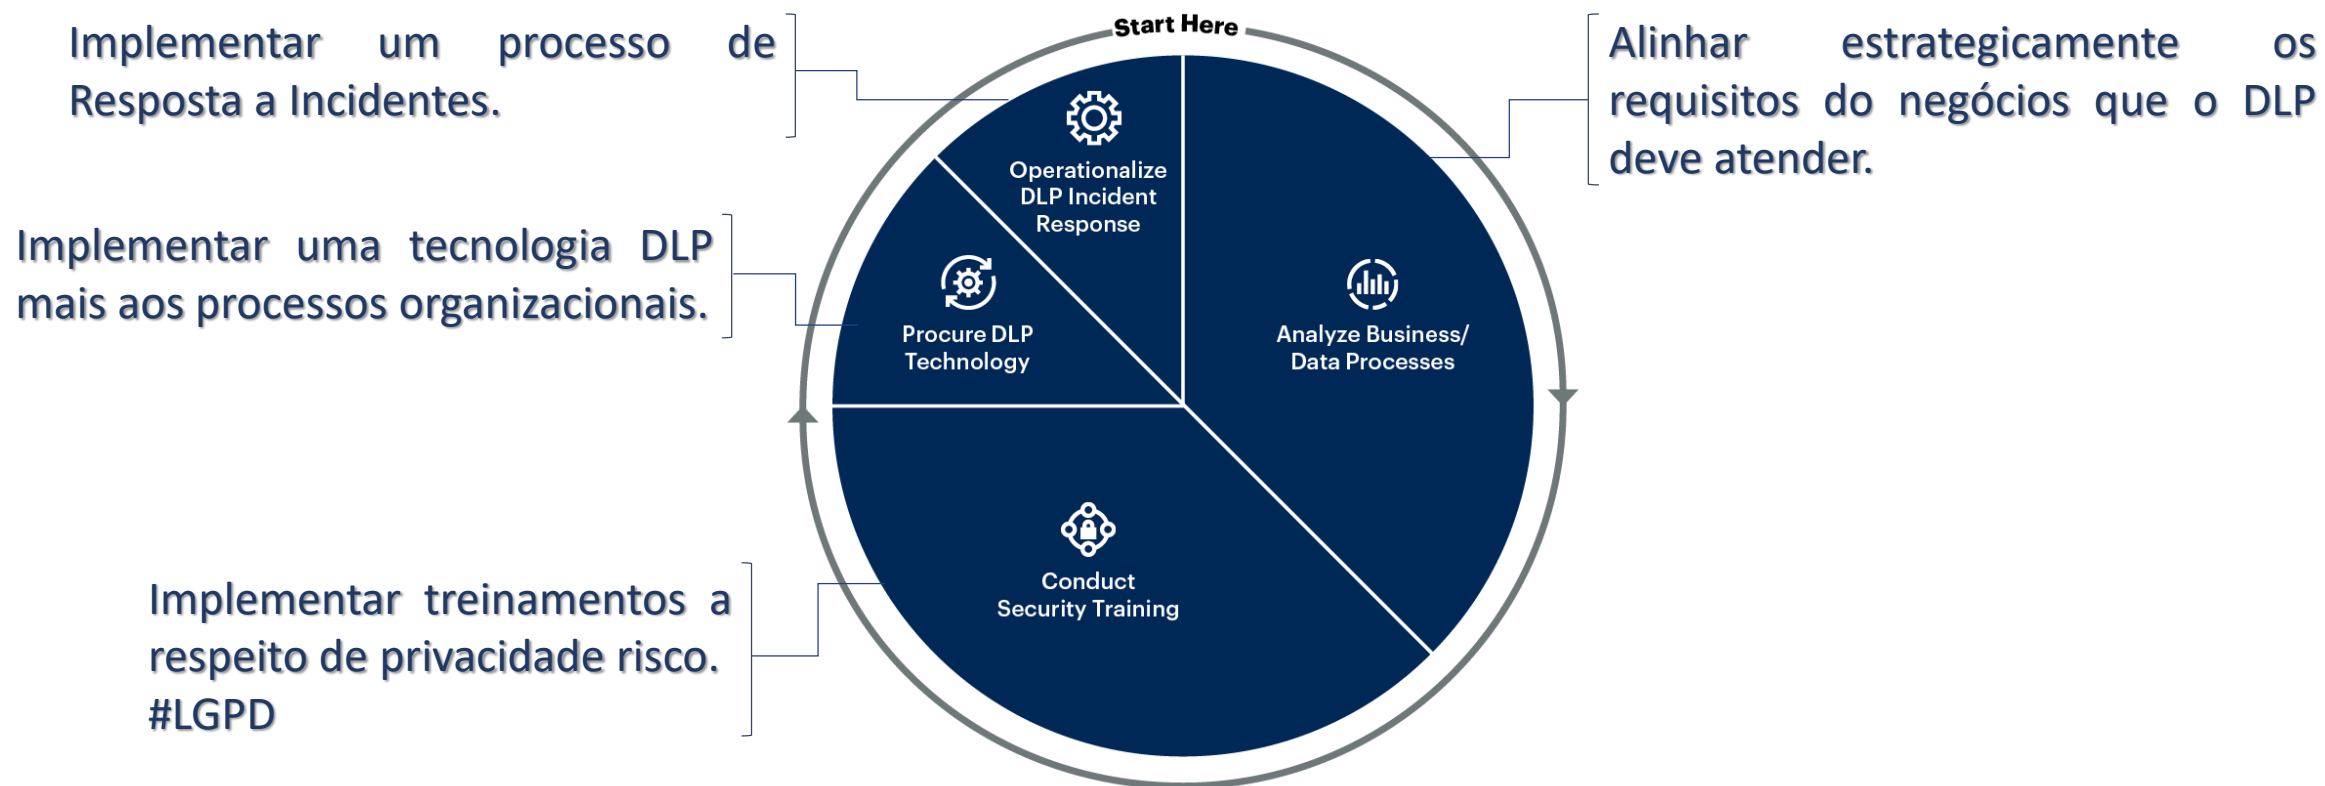 Start Here
Implementar um processo de
Resposta a Incidentes.
Alinhar estrategicamente os
requisitos do negócios que o DLP
deve atender.
Operationalize
DLP Incident
Response
Implementar uma tecnologia DLP
mais aos processos organizacionais.
Procure DLP
Technology
Analyze Business/
Data Processes
Implementar treinamentos a
respeito de privacidade risco.
#LGPD
Conduct
Security Training